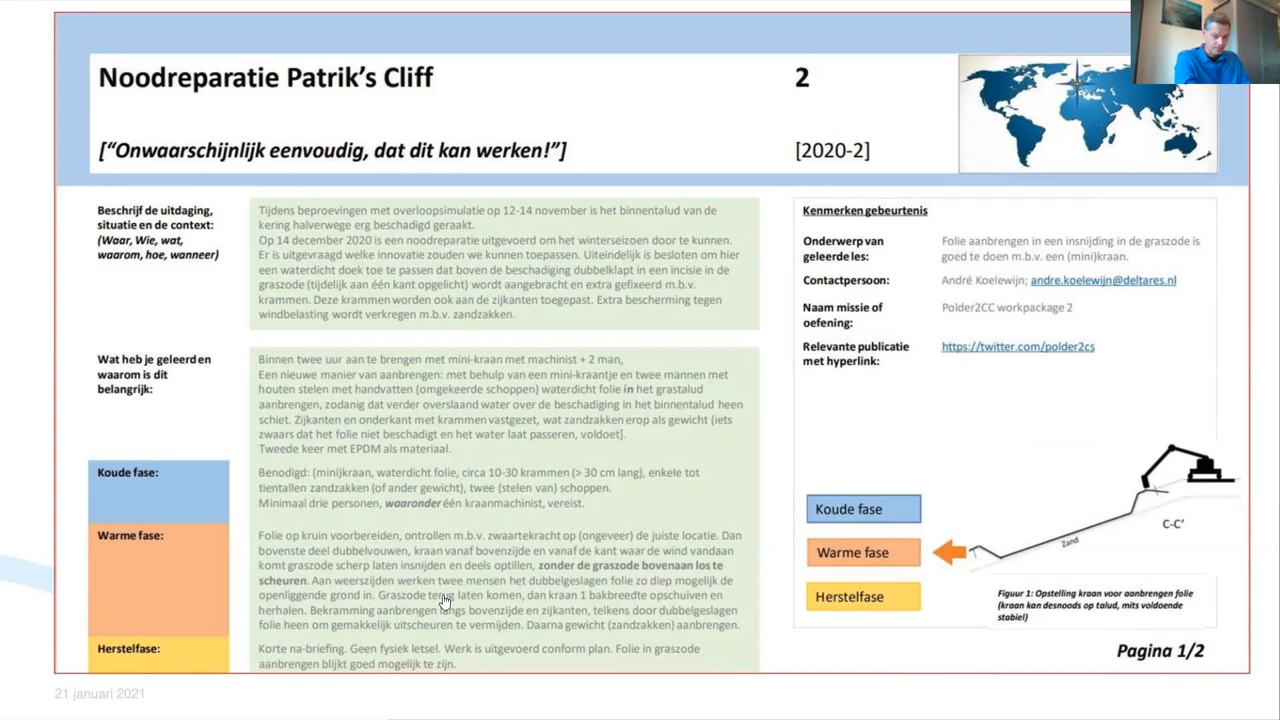 Noodreparatie Patrik's Cliff
2
["Onwaarschijnlijk eenvoudig, dat dit kan werken!"]
[2020-2]
Beschrijf de uitdaging,
situatie en de context:
(Waar, Wie, wat,
waarom, hoe, wanneer)
Tijdens beproevingen met overloopsimulatie op 12-14 november is het binnentalud van de
kering halverwege erg beschadigd geraakt.
Op 14 december 2020 is een noodreparatie uitgevoerd om het winterseizoen door te kunnen.
Er is uitgevraagd welke innovatie zouden we kunnen toepassen. Uiteindelijk is besloten om hier
een waterdicht doek toe te passen dat boven de beschadiging dubbelklapt in een incisie in de
graszode (tijdelijk aan één kant opgelicht) wordt aangebracht en extra gefixeerd m.b.v.
krammen. Deze krammen worden ook aan de zijkanten toegepast. Extra bescherming tegen
windbelasting wordt verkregen m.b.v. zandzakken.
Wat heb je geleerd en
waarom is dit
belangrijk:
Binnen twee uur aan te brengen met mini-kraan met machinist + 2 man,
Een nieuwe manier van aanbrengen: met behulp van een mini-kraantje en twee mannen met
houten stelen met handvatten (omgekeerde schoppen) waterdicht folie in het grastalud
aanbrengen, zodanig dat verder overslaand water over de beschadiging in het binnentalud heen
schiet. Zijkanten en onderkant met krammen vastgezet, wat zandzakken erop als gewicht (iets
zwaars dat het folie niet beschadigt en het water laat passeren, voldoet].
Tweede keer met EPDM als materiaal.
Koude fase:
Benodigd: (mini)kraan, waterdicht folie, circa 10-30 krammen (> 30 cm lang), enkele tot
tientallen zandzakken (of ander gewicht), twee (stelen van) schoppen.
Minimaal drie personen, waaronder één kraanmachinist, vereist.
Warme fase:
Folie op kruin voorbereiden, ontrollen m.b.v. zwaartekracht op (ongeveer) de juiste locatie. Dan
bovenste deel dubbelvouwen, kraan vanaf bovenzijde en vanaf de kant waar de wind vandaan
komt graszode scherp laten insnijden en deels optillen, zonder de graszode bovenaan los te
scheuren. Aan weerszijden werken twee mensen het dubbelgeslagen folie zo diep mogelijk de
openliggende grond in. Graszode terug laten komen, dan kraan 1 bakbreedte opschuiven en
herhalen. Bekramming aanbrengen langs bovenzijde en zijkanten, telkens door dubbelgeslagen
folie heen om gemakkelijk uitscheuren te vermijden. Daarna gewicht (zandzakken) aanbrengen.
Herstelfase:
Korte na-briefing. Geen fysiek letsel. Werk is uitgevoerd conform plan. Folie in graszode
aanbrengen blijkt goed mogelijk te zijn.
Kenmerken gebeurtenis
Onderwerp van
geleerde les:
Folie aanbrengen in een insnijding in de graszode is
goed te doen m.b.v. een (mini)kraan.
Contactpersoon:
André Koelewijn; andre.koelewijn@deltares.nl
Naam missie of
oefening:
Polder2CC workpackage 2
Relevante publicatie
met hyperlink:
https://twitter.com/polder2cs
Koude fase
Warme fase
Herstelfase
C-C'
Zand
Figuur 1: Opstelling kraan voor aanbrengen folie
(kraan kan desnoods op talud, mits voldoende
stabiel)
Pagina 1/2
21 januari 2021